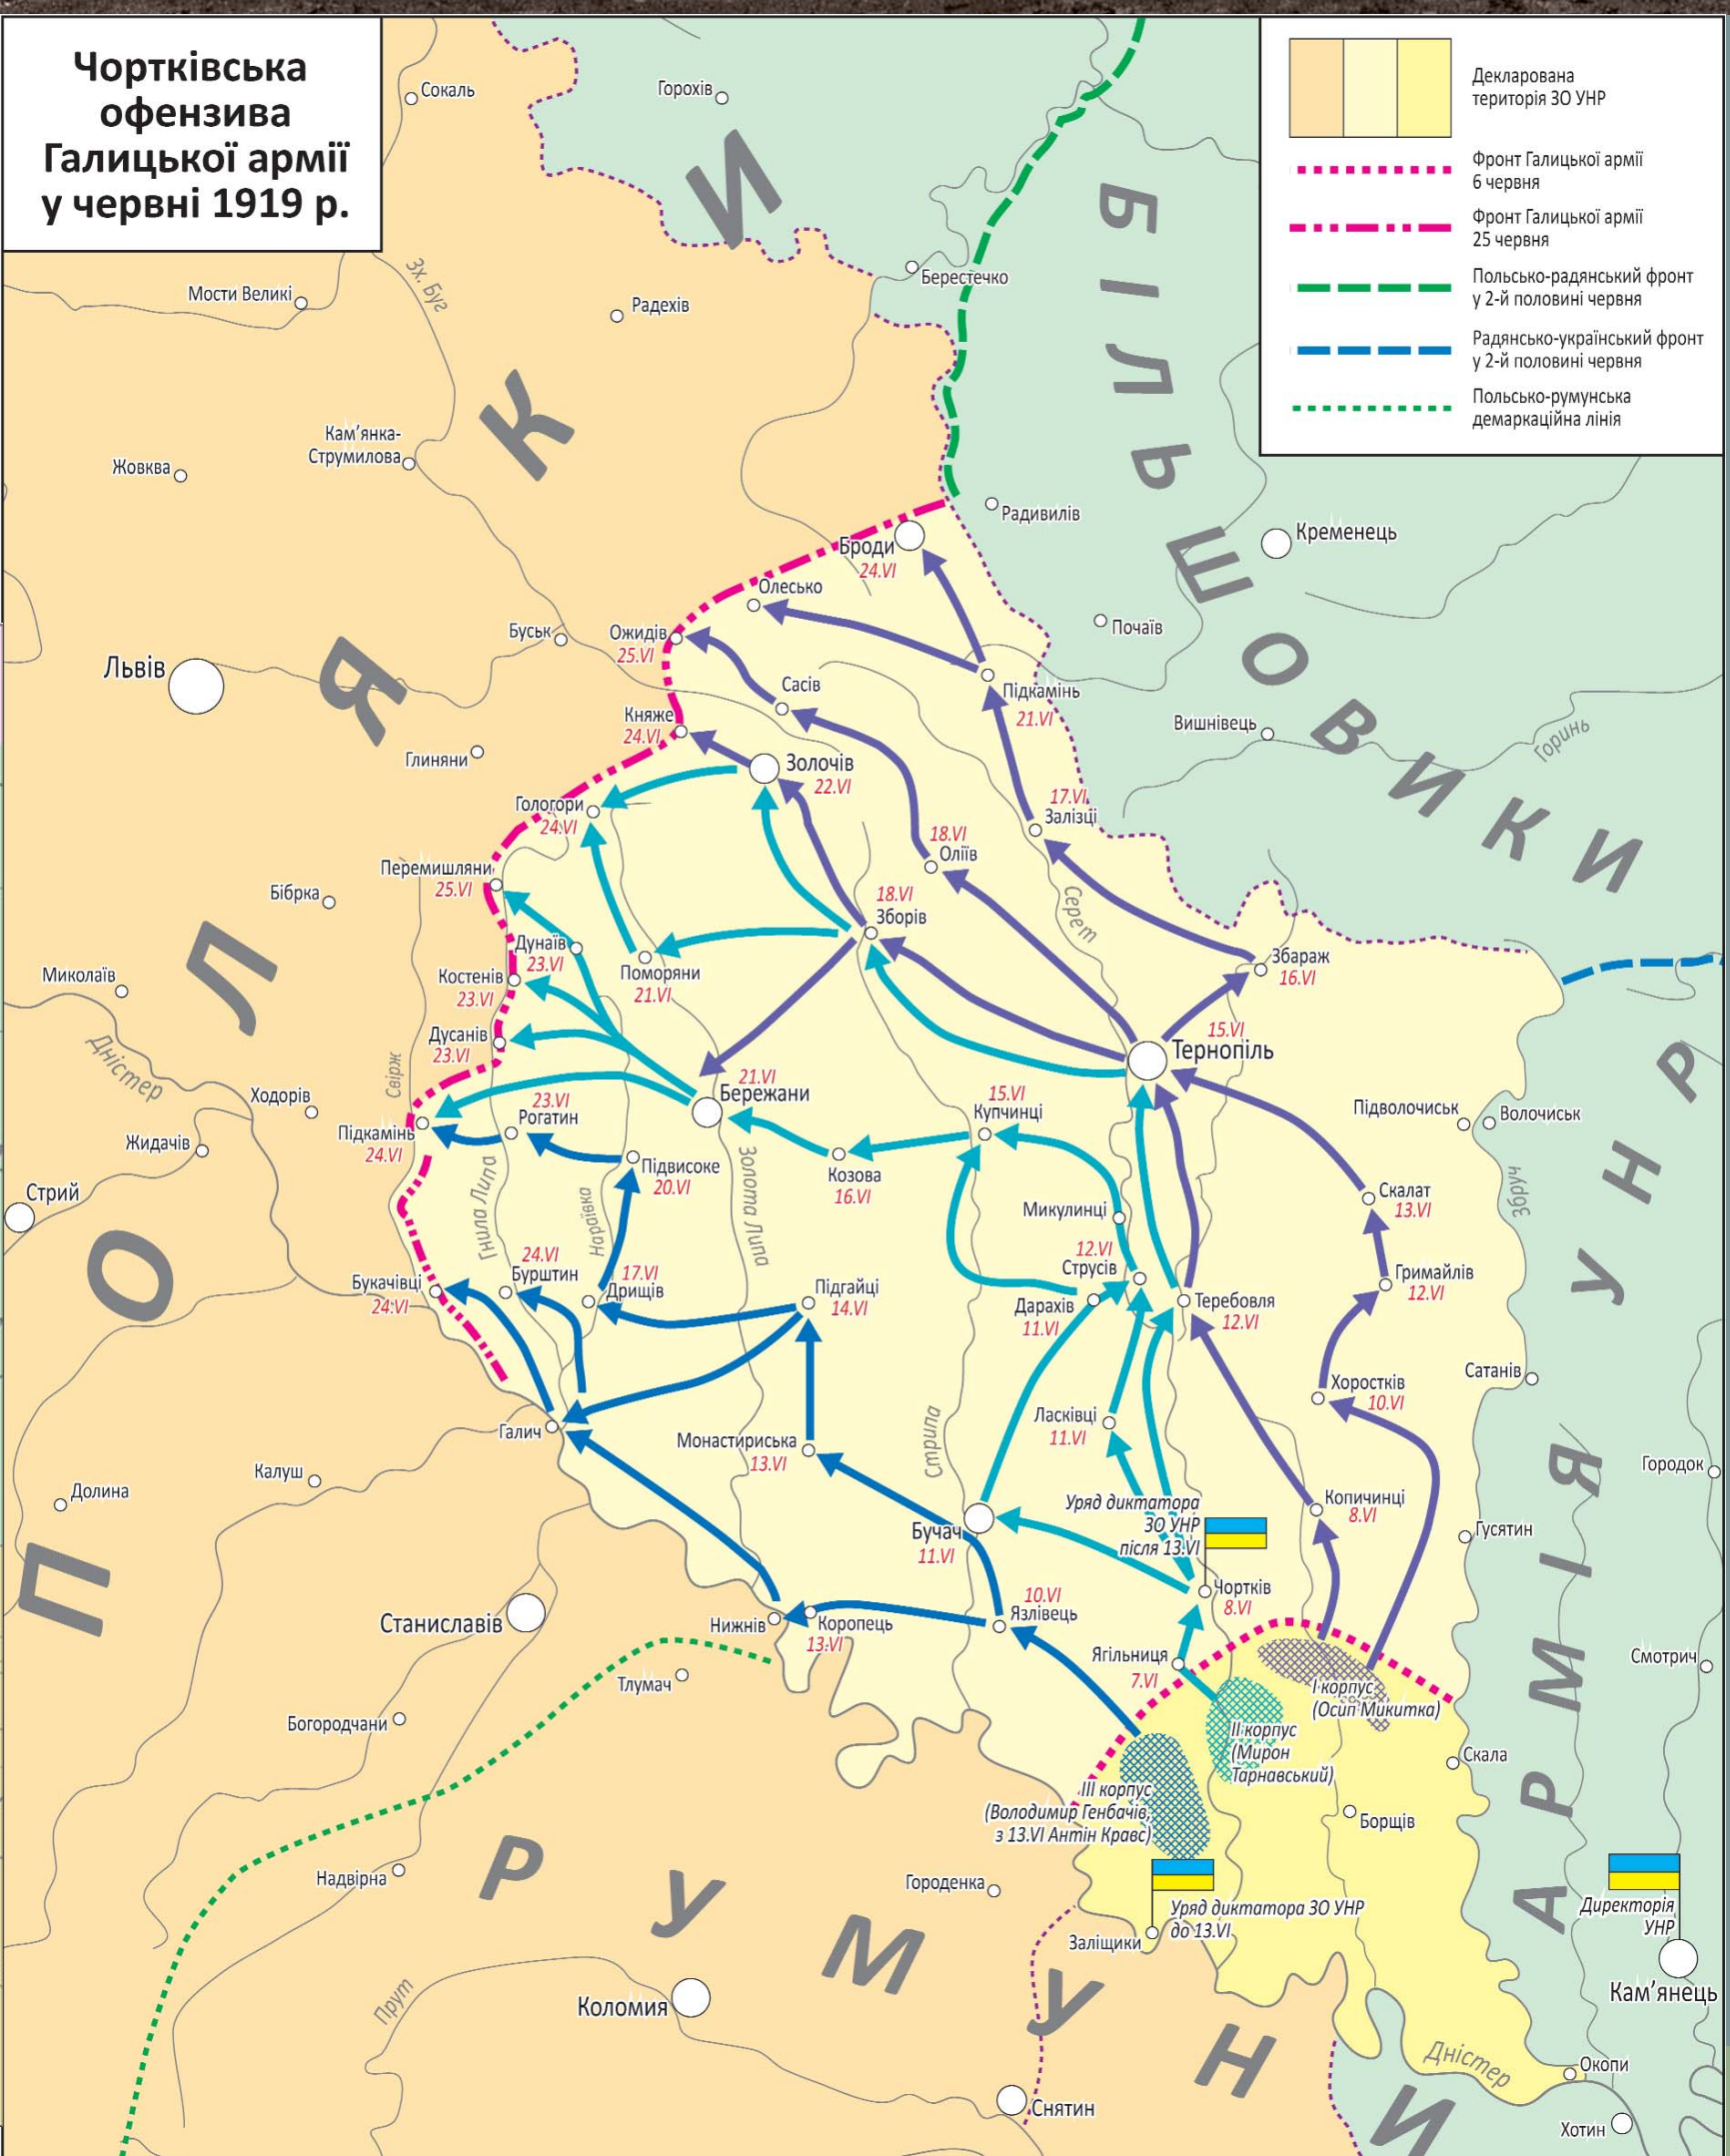 Чортківська
офензива
Галицької армії
у червні 1919 р.
Декларована
територія ЗО УНР
Фронт Галицької армії
6 червня
Фронт Галицької армії
25 червня
Польсько-радянський фронт
у 2-й половині червня
Радянсько-український фронт
у 2-й половині червня
Польсько-румунська
демаркаційна лінія
ПОЛЯКИ
БІЛЬШОВИКИ
АРМІЯ УНР
РУМУНИ
Сокаль
Горохів
Зх. Буг
Берестечко
Мости Великі
Радехів
Кам’янка-
Струмилова
Жовква
Радивилів
Кременець
Броди
24.VI
Олесько
Почаїв
Буськ
Ожидів
25.VI
Львів
Сасів
Підкамінь
21.VI
Княже
24.VI
Вишнівець
Горинь
Глиняни
Золочів
22.VI
Гологори
24.VI
17.VI
Залізці
18.VI
Оліїв
Перемишляни
25.VI
Бібрка
18.VI
Зборів
Серет
Дунаїв
23.VI
Поморяни
21.VI
Збараж
16.VI
Миколаїв
Костенів
23.VI
Дусанів
23.VI
15.VI
Тернопіль
Дністер
Свірж
Ходорів
21.VI
Бережани
15.VI
Купчинці
Підволочиськ
Волочиськ
23.VI
Рогатин
Підкамінь
24.VI
Жидачів
Підвисоке
20.VI
Козова
16.VI
Стрий
Гнила Липа
Нараївка
Золота Липа
Скалат
13.VI
Збруч
Микулинці
12.VI
Струсів
24.VI
Бурштин
17.VI
Дрищів
Букачівці
24.VI
Підгайці
14.VI
Дарахів
11.VI
Теребовля
12.VI
Гримайлів
12.VI
Сатанів
Хоростків
10.VI
Ласківці
11.VI
Галич
Монастириська
13.VI
Стрипа
Городок
Калуш
Долина
Копичинці
8.VI
Уряд диктатора
ЗО УНР
після 13.VI
Бучач
11.VI
Гусятин
Чортків
8.VI
Станиславів
10.VI
Язлівець
Нижнів
Коропець
13.VI
Ягільниця
7.VI
Смотрич
Тлумач
І корпус
(Осип Микитка)
Богородчани
ІІ корпус
(Мирон
Тарнавський)
Скала
ІІІ корпус
(Володимир Генбачів,
з 13.VI Антін Кравс)
Борщів
Надвірна
Городенка
Уряд диктатора ЗО УНР
до 13.VI
Заліщики
Директорія
УНР
Кам’янець
Прут
Коломия
Дністер
Окопи
Снятин
Хотин